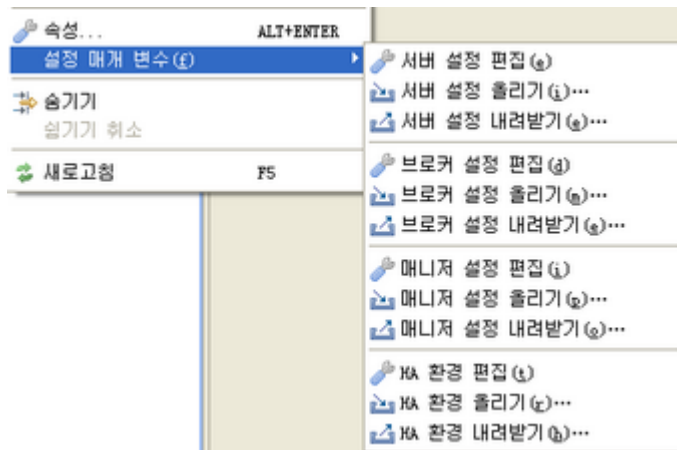 속성... ALT+ENTER
설정 매개 변수(f)
숨기기
숨기기 취소
새로고침 F5
서버 설정 편집(e)
서버 설정 올리기(i)...
서버 설정 내려받기(e)...
브로커 설정 편집(d)
브로커 설정 올리기(n)...
브로커 설정 내려받기(e)...
매니저 설정 편집(i)
매니저 설정 올리기(p)...
매니저 설정 내려받기(o)...
HA 환경 편집(t)
HA 환경 올리기(r)...
HA 환경 내려받기(h)...